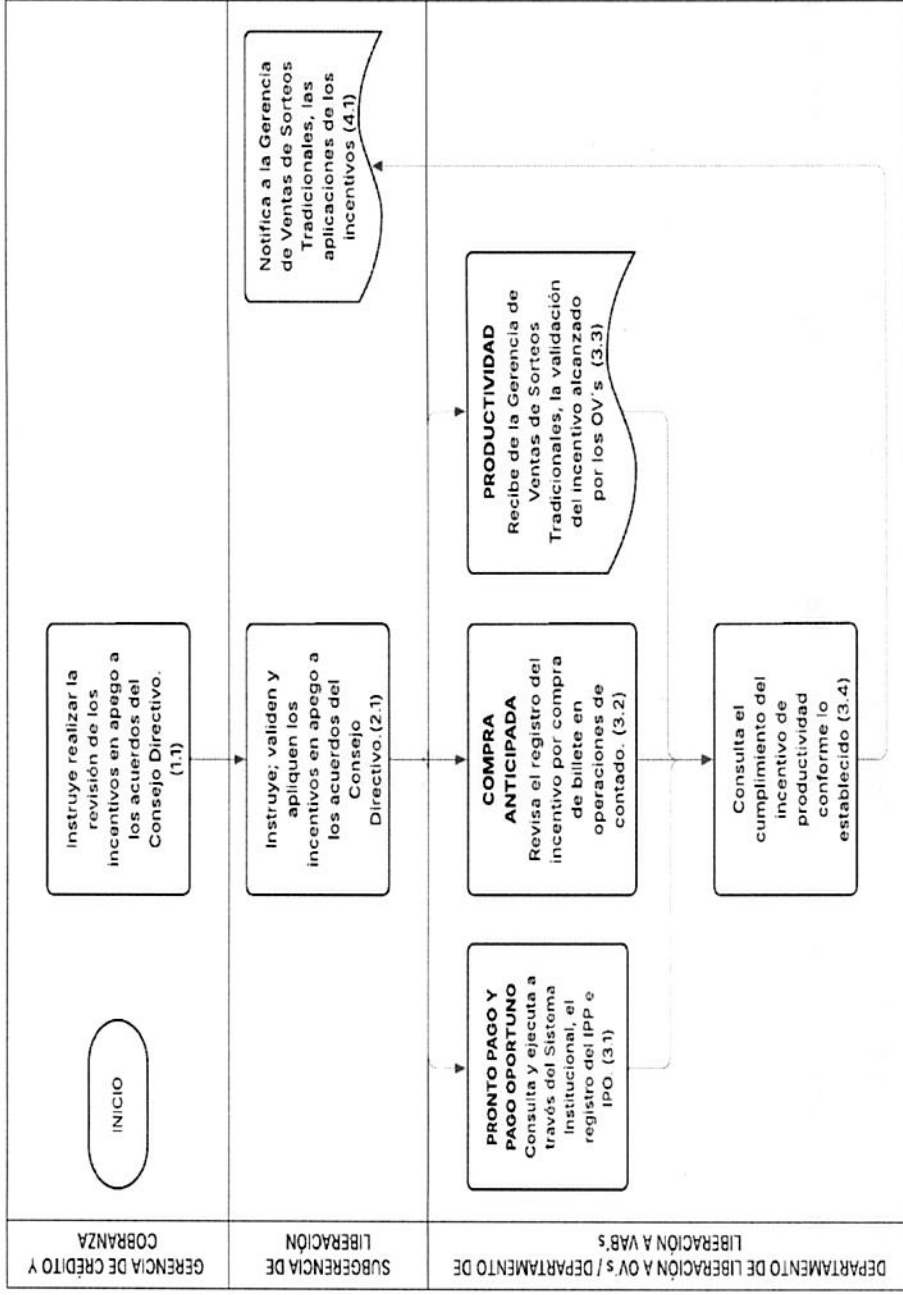 GERENCIA DE CRÉDITO Y
COBRANZA
INICIO
Instruye realizar la
revisión de los
incentivos en apego a
los acuerdos del
Consejo Directivo.
(1.1)
SUBGERENCIA DE
LIBERACIÓN
Instruye; validen y
apliquen los
incentivos en apego a
los acuerdos del
Consejo
Directivo.(2.1)
Notifica a la Gerencia
de Ventas de Sorteos
Tradicionales, las
aplicaciones de los
incentivos (4.1)
DEPARTAMENTO DE LIBERACIÓN A OV's / DEPARTAMENTO DE
LIBERACIÓN A VAB's
PRONTO PAGO Y
PAGO OPORTUNO
Consulta y ejecuta a
través del Sistema
Institucional, el
registro del IPP e
IPO. (3.1)
COMPRA
ANTICIPADA
Revisa el registro del
incentivo por compra
de billete en
operaciones de
contado. (3.2)
PRODUCTIVIDAD
Recibe de la Gerencia de
Ventas de Sorteos
Tradicionales, la validación
del incentivo alcanzado
por los OV's (3.3)
Consulta el
cumplimiento del
incentivo de
productividad
conforme lo
establecido (3.4)